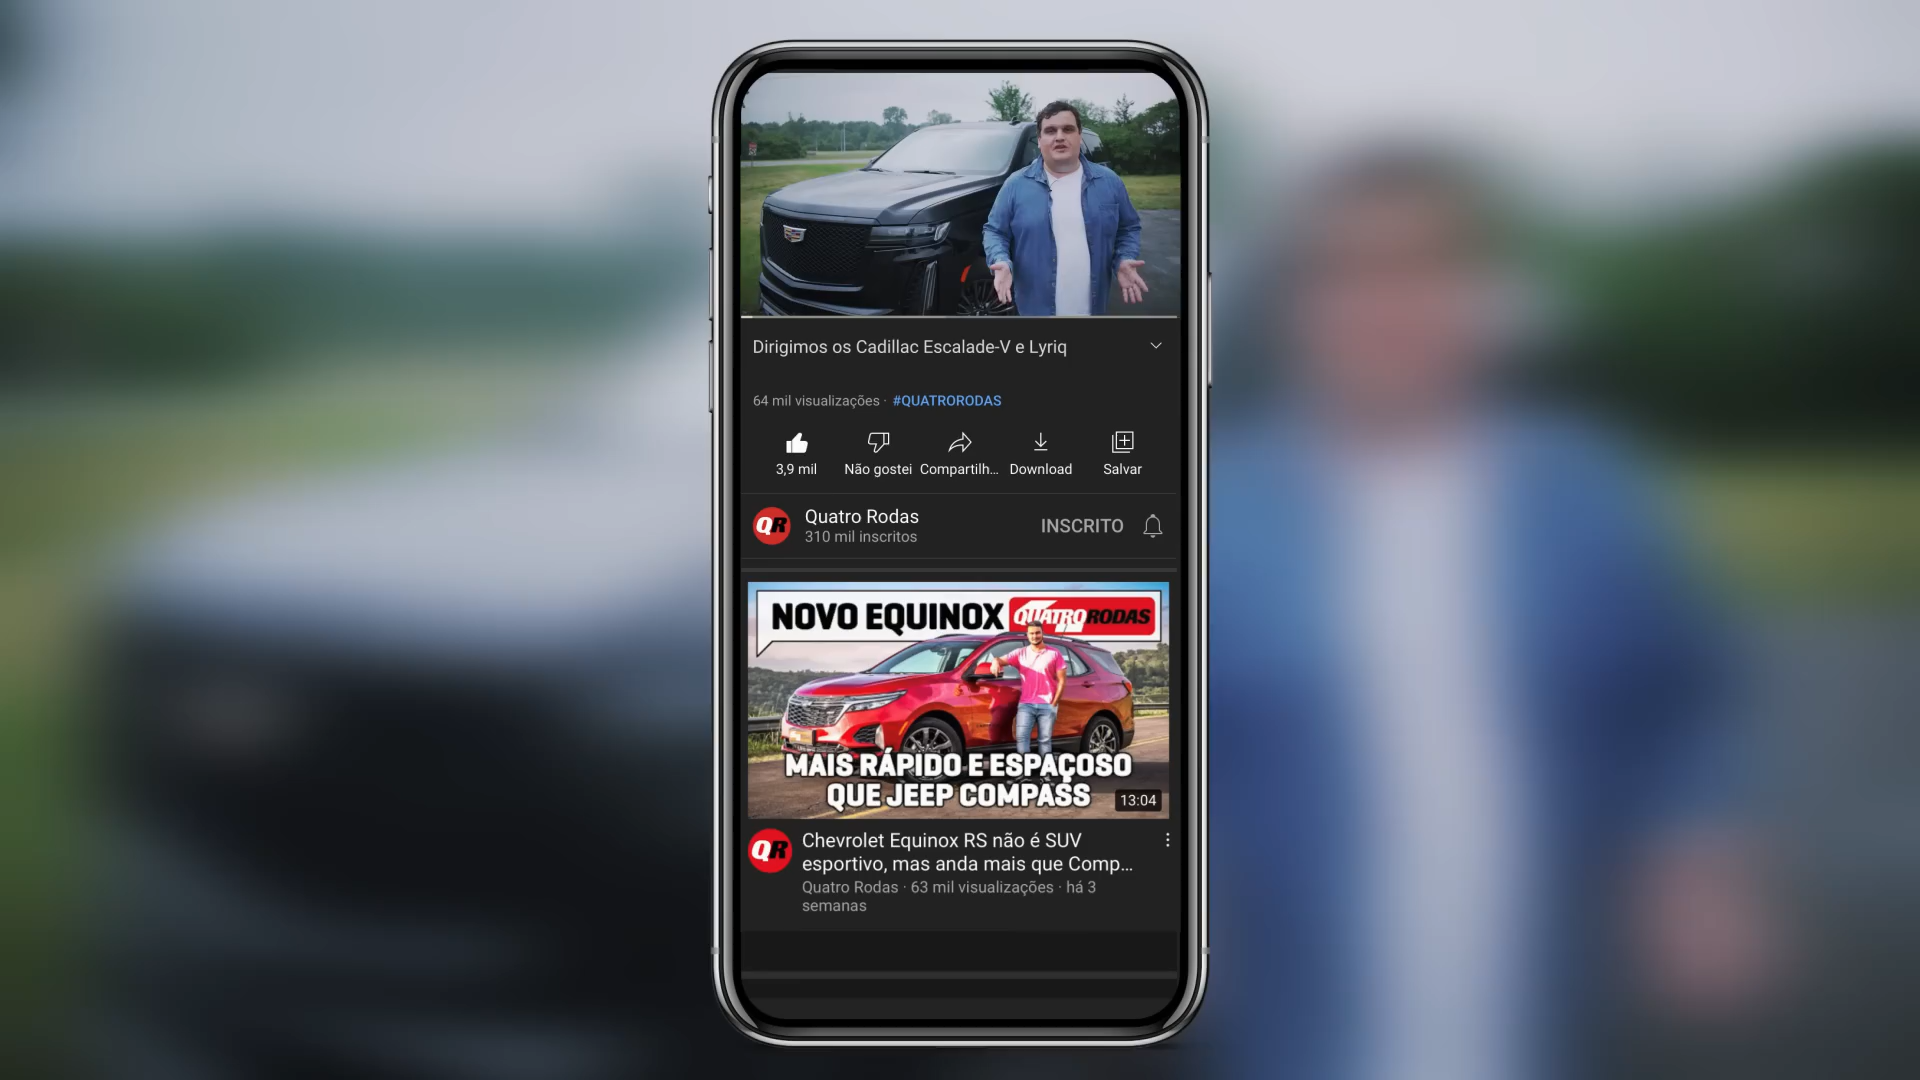 Dirigimos os Cadillac Escalade-V e Lyriq
64 mil visualizações · #QUATRORODAS
3,9 mil Não gostei Compartilh... Download Salvar
QR Quatro Rodas
310 mil inscritos
INSCRITO
NOVO EQUINOX QUATRO RODAS
MAIS RÁPIDO E ESPAÇOSO
QUE JEEP COMPASS
13:04
QR Chevrolet Equinox RS não é SUV
esportivo, mas anda mais que Comp...
Quatro Rodas · 63 mil visualizações · há 3
semanas